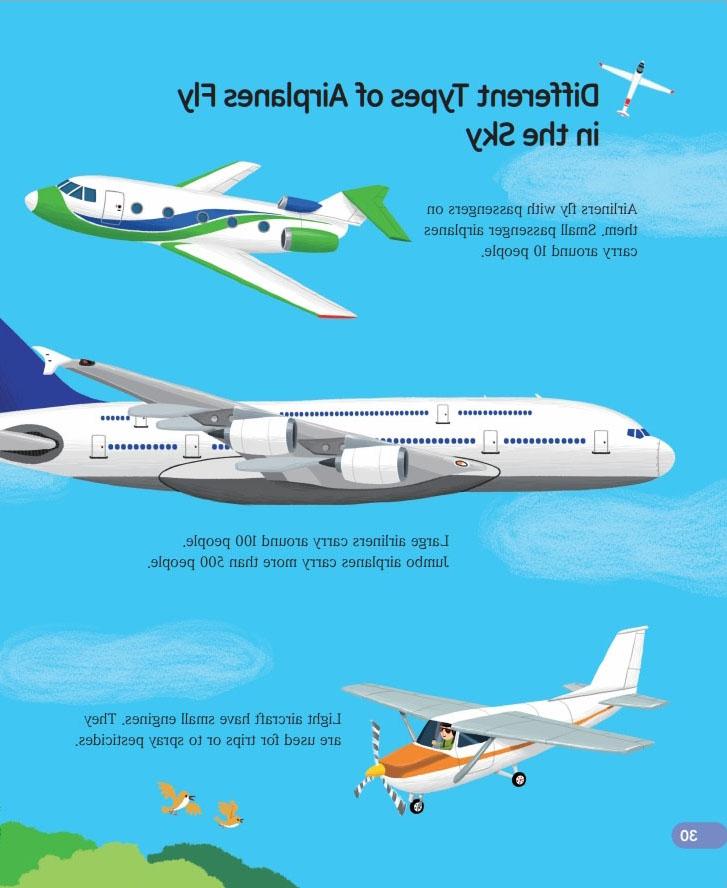 Different Types of Airplanes Fly
in the Sky
Airliners fly with passengers on
them. Small passenger airplanes
carry around 10 people.
Large airliners carry around 100 people.
Jumbo airplanes carry more than 500 people.
Light aircraft have small engines. They
are used for trips or to spray pesticides.
30